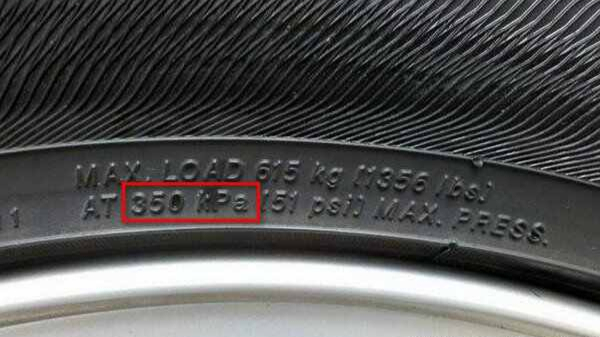 MAX. LOAD 615 kg [1356 lbs]
AT 350 kPa [51 psi] MAX. PRESS.